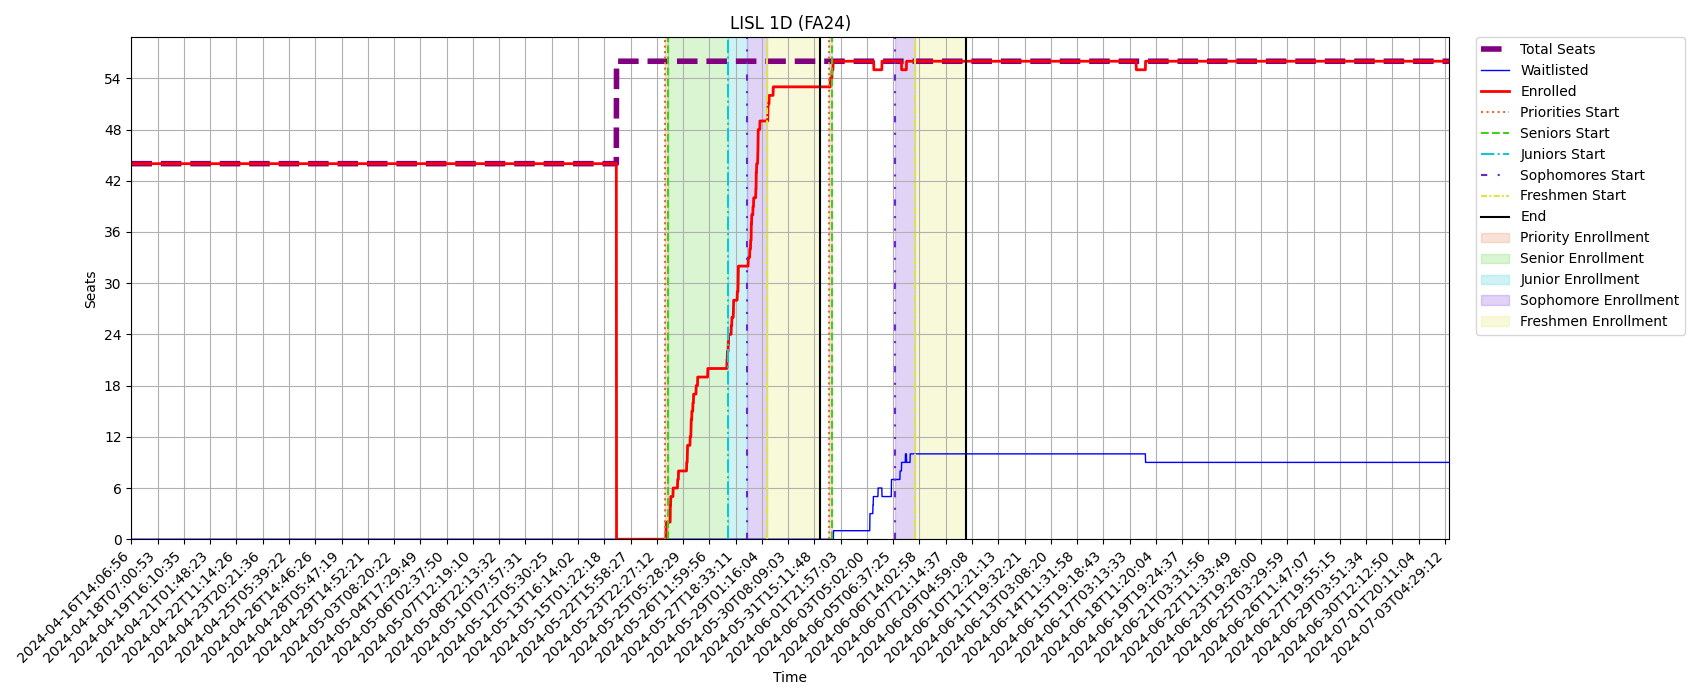 LISL 1D (FA24)
Total Seats
Waitlisted
Enrolled
Priorities Start
Seniors Start
Juniors Start
Sophomores Start
Freshmen Start
End
Priority Enrollment
Senior Enrollment
Junior Enrollment
Sophomore Enrollment
Freshmen Enrollment
Seats
54
48
42
36
30
24
18
12
6
0
2024-04-16T14:06:56
2024-04-18T07:00:53
2024-04-19T16:10:35
2024-04-21T01:48:23
2024-04-22T11:14:26
2024-04-23T20:21:36
2024-04-25T05:39:22
2024-04-26T14:46:26
2024-04-28T05:47:19
2024-04-29T14:52:21
2024-05-03T08:20:22
2024-05-04T17:29:49
2024-05-06T02:37:50
2024-05-07T12:19:10
2024-05-08T22:13:32
2024-05-10T07:57:31
2024-05-12T05:30:25
2024-05-13T16:14:02
2024-05-15T01:22:18
2024-05-22T15:58:27
2024-05-23T22:27:12
2024-05-25T05:28:29
2024-05-26T11:59:56
2024-05-27T18:33:11
2024-05-29T01:16:04
2024-05-30T08:09:03
2024-05-31T15:11:48
2024-06-01T21:57:03
2024-06-03T05:02:00
2024-06-05T06:37:25
2024-06-06T14:02:58
2024-06-07T21:14:37
2024-06-09T04:59:08
2024-06-10T12:21:13
2024-06-11T19:32:21
2024-06-13T03:08:20
2024-06-14T11:31:58
2024-06-15T19:18:43
2024-06-17T03:13:33
2024-06-18T11:20:04
2024-06-19T19:24:37
2024-06-21T03:31:56
2024-06-22T11:33:49
2024-06-23T19:28:00
2024-06-25T03:29:59
2024-06-26T11:47:07
2024-06-27T19:55:15
2024-06-29T03:51:34
2024-06-30T12:12:50
2024-07-01T20:11:04
2024-07-03T04:29:12
Time